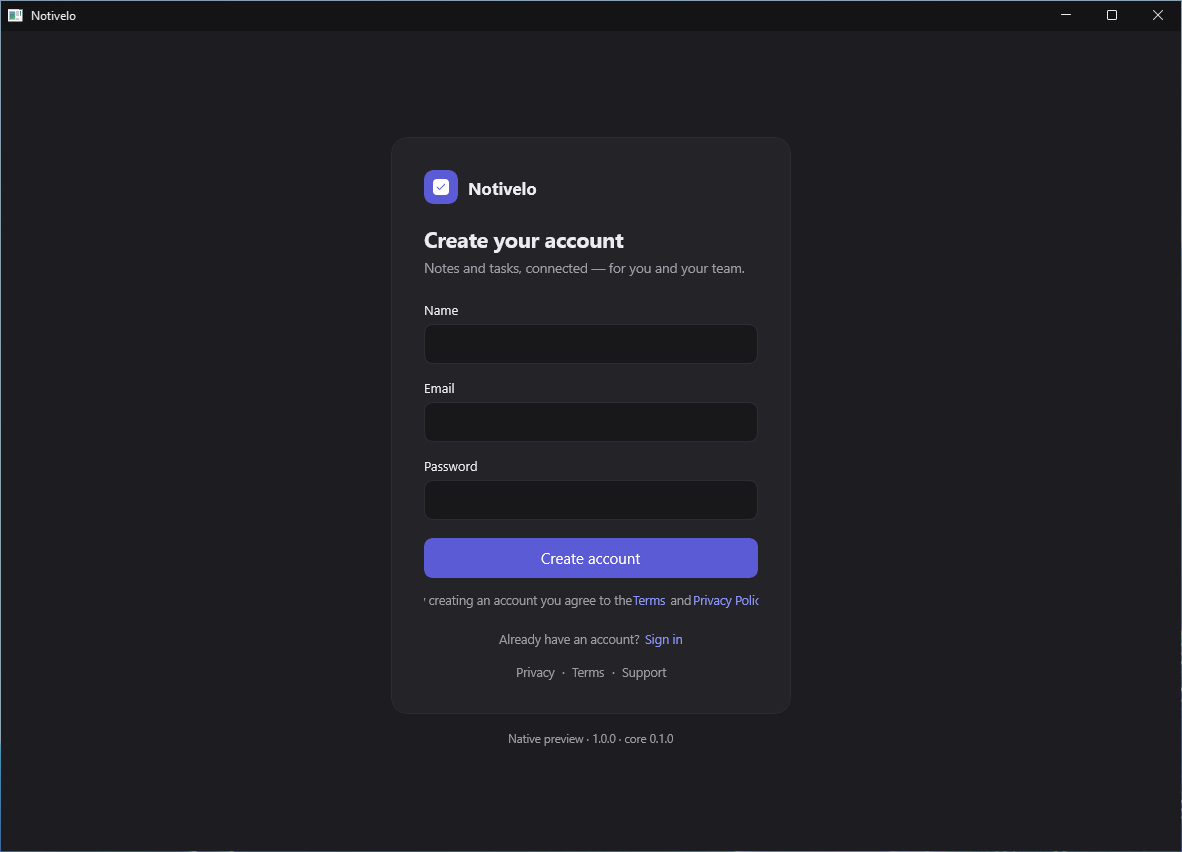 Notivelo
Notivelo
Create your account
Notes and tasks, connected — for you and your team.
Name
Email
Password
Create account
creating an account you agree to the Terms and Privacy
Already have an account? Sign in
Privacy · Terms · Support
Native preview · 1.0.0 · core 0.1.0